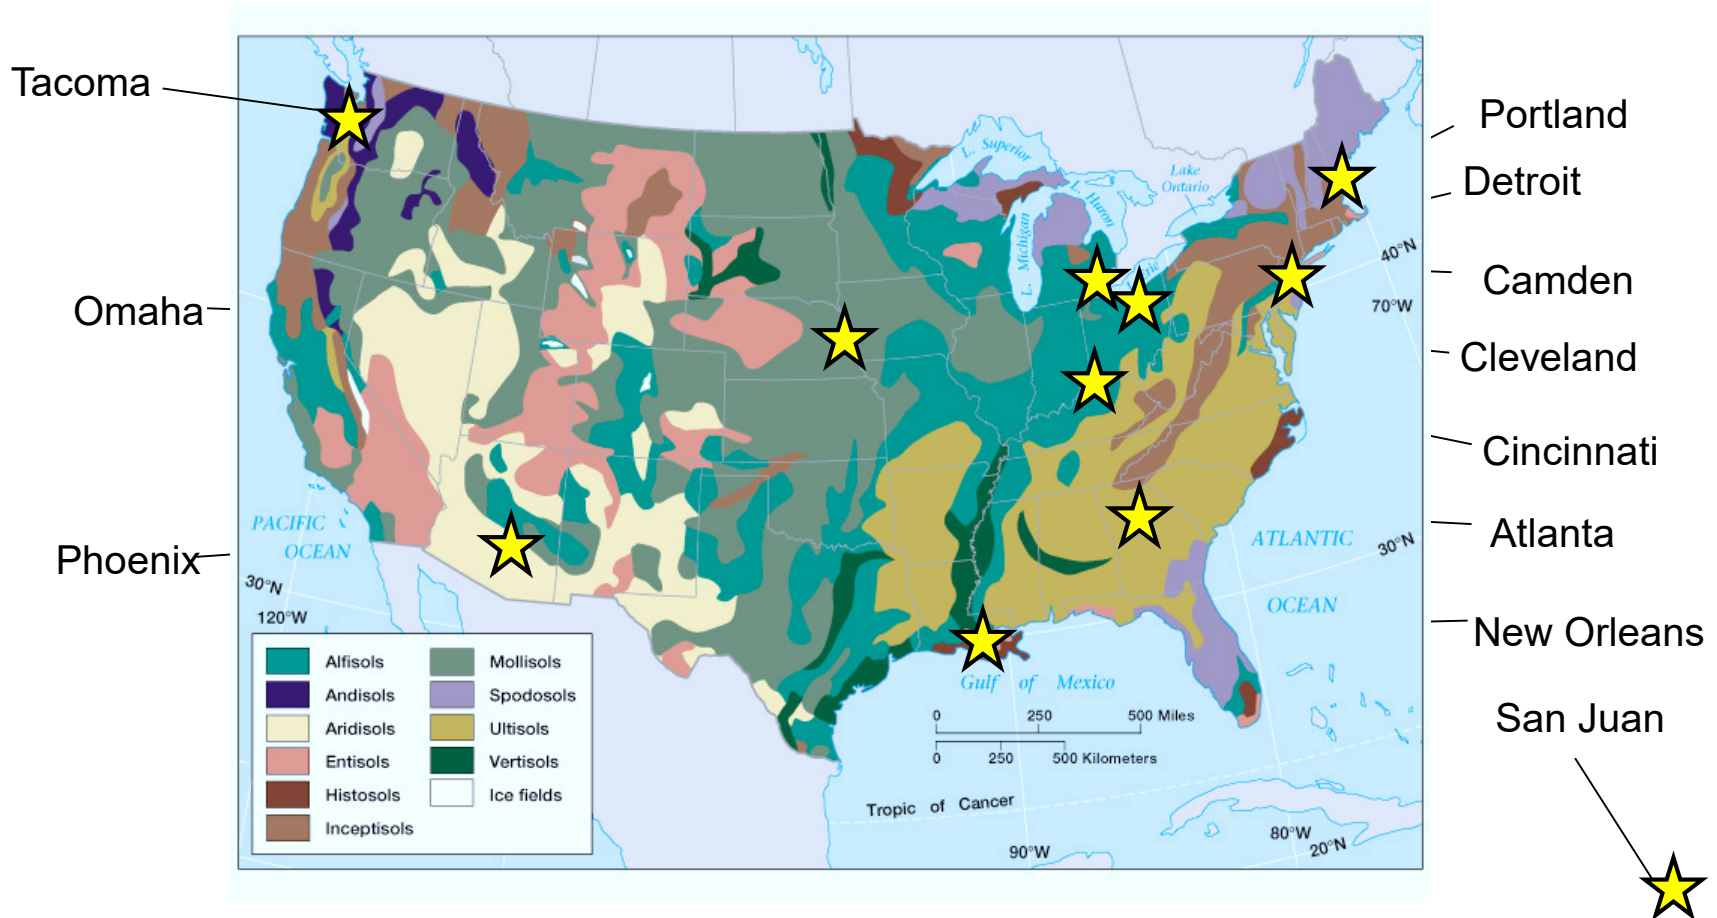 Tacoma
Omaha
Phoenix
Portland
Detroit
Camden
Cleveland
Cincinnati
Atlanta
New Orleans
San Juan
L. Superior
L. Michigan
L. Huron
Lake
Ontario
Erie
40°N
70°W
PACIFIC
OCEAN
30°N
120°W
ATLANTIC
OCEAN
30°N
Gulf of Mexico
0 250 500 Miles
0 250 500 Kilometers
Tropic of Cancer
90°W
80°W
20°N
Alfisols
Andisols
Aridisols
Entisols
Histosols
Inceptisols
Mollisols
Spodosols
Ultisols
Vertisols
Ice fields